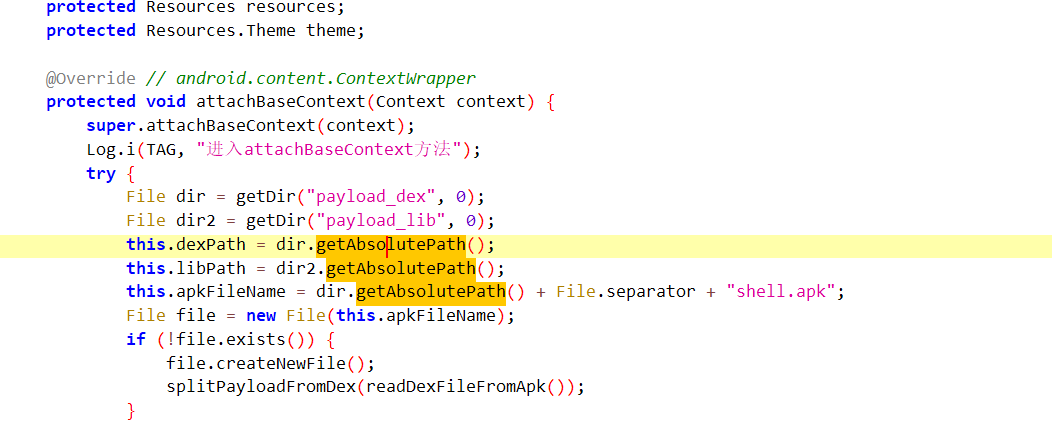 protected Resources resources;
protected Resources.Theme theme;
@Override // android.content.ContextWrapper
protected void attachBaseContext(Context context) {
super.attachBaseContext(context);
Log.i(TAG, "进入attachBaseContext方法");
try {
File dir = getDir("payload_dex", 0);
File dir2 = getDir("payload_lib", 0);
this.dexPath = dir.getAbsolutePath();
this.libPath = dir2.getAbsolutePath();
this.apkFileName = dir.getAbsolutePath() + File.separator + "shell.apk";
File file = new File(this.apkFileName);
if (!file.exists()) {
file.createNewFile();
splitPayloadFromDex(readDexFileFromApk());
}